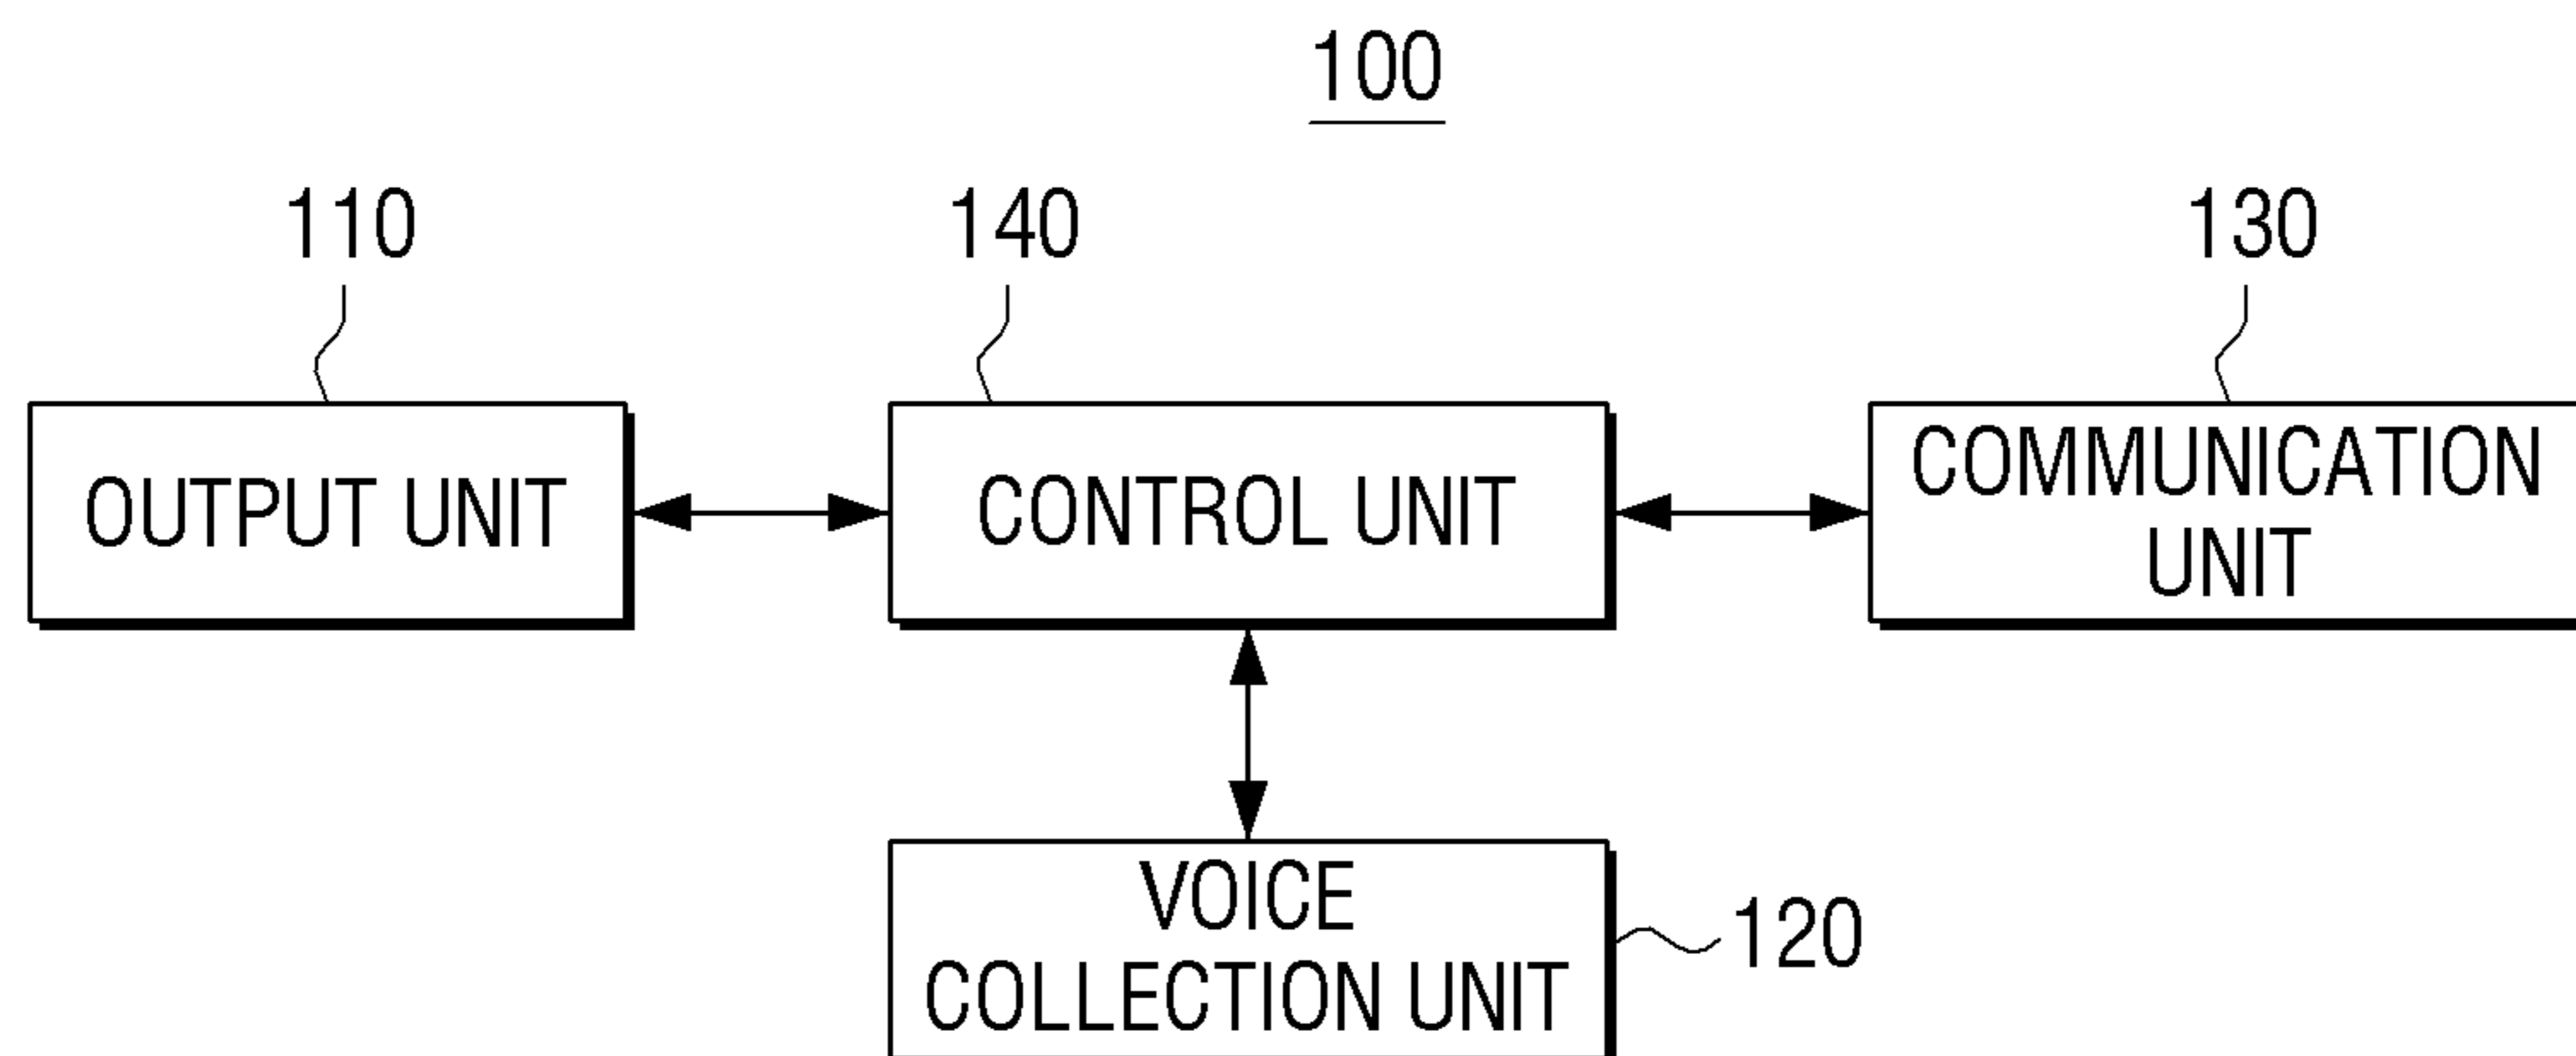 100
110
140
130
OUTPUT UNIT
CONTROL UNIT
COMMUNICATION
UNIT
VOICE
COLLECTION UNIT
120